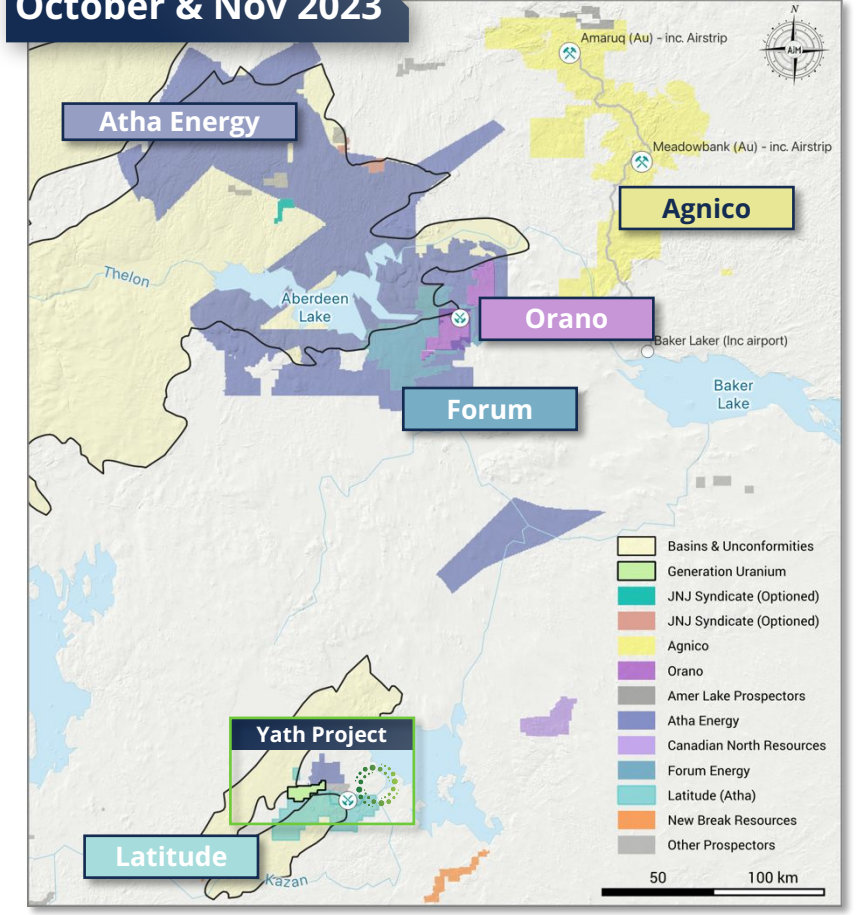 October & Nov 2023
N
AJM
Amaruq (Au) - inc. Airstrip
Atha Energy
Meadowbank (Au) - inc. Airstrip
Agnico
Thelon
Aberdeen
Lake
Orano
Baker Laker (Inc airport)
Baker
Lake
Forum
Basins & Unconformities
Generation Uranium
JNJ Syndicate (Optioned)
JNJ Syndicate (Optioned)
Agnico
Orano
Amer Lake Prospectors
Atha Energy
Canadian North Resources
Forum Energy
Latitude (Atha)
New Break Resources
Other Prospectors
Yath Project
Latitude
Kazan
50
100 km